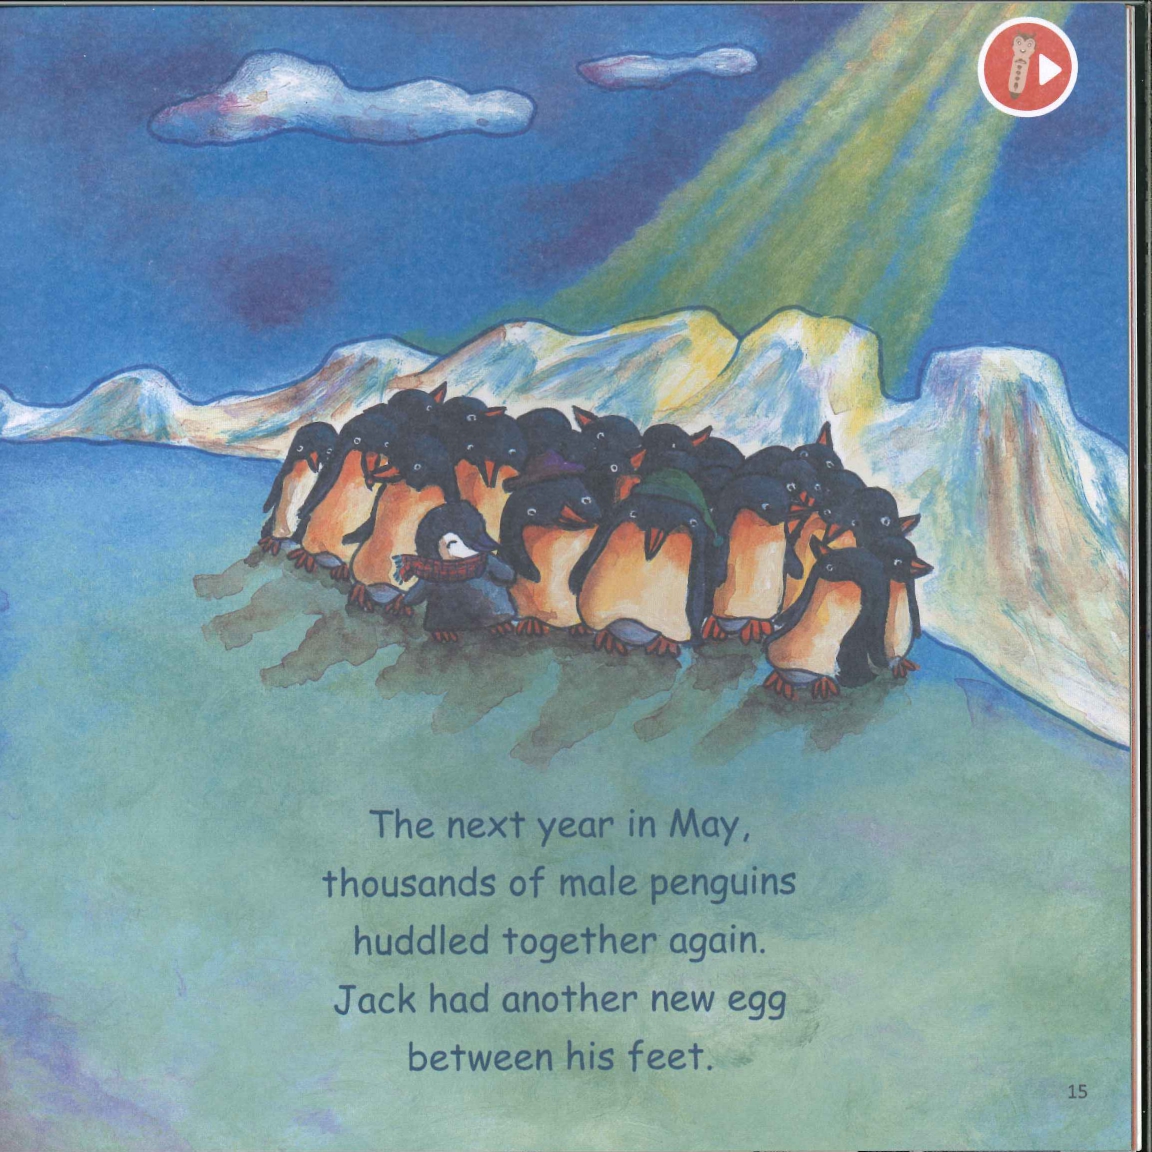 The next year in May,
thousands of male penguins
huddled together again.
Jack had another new egg
between his feet.
15